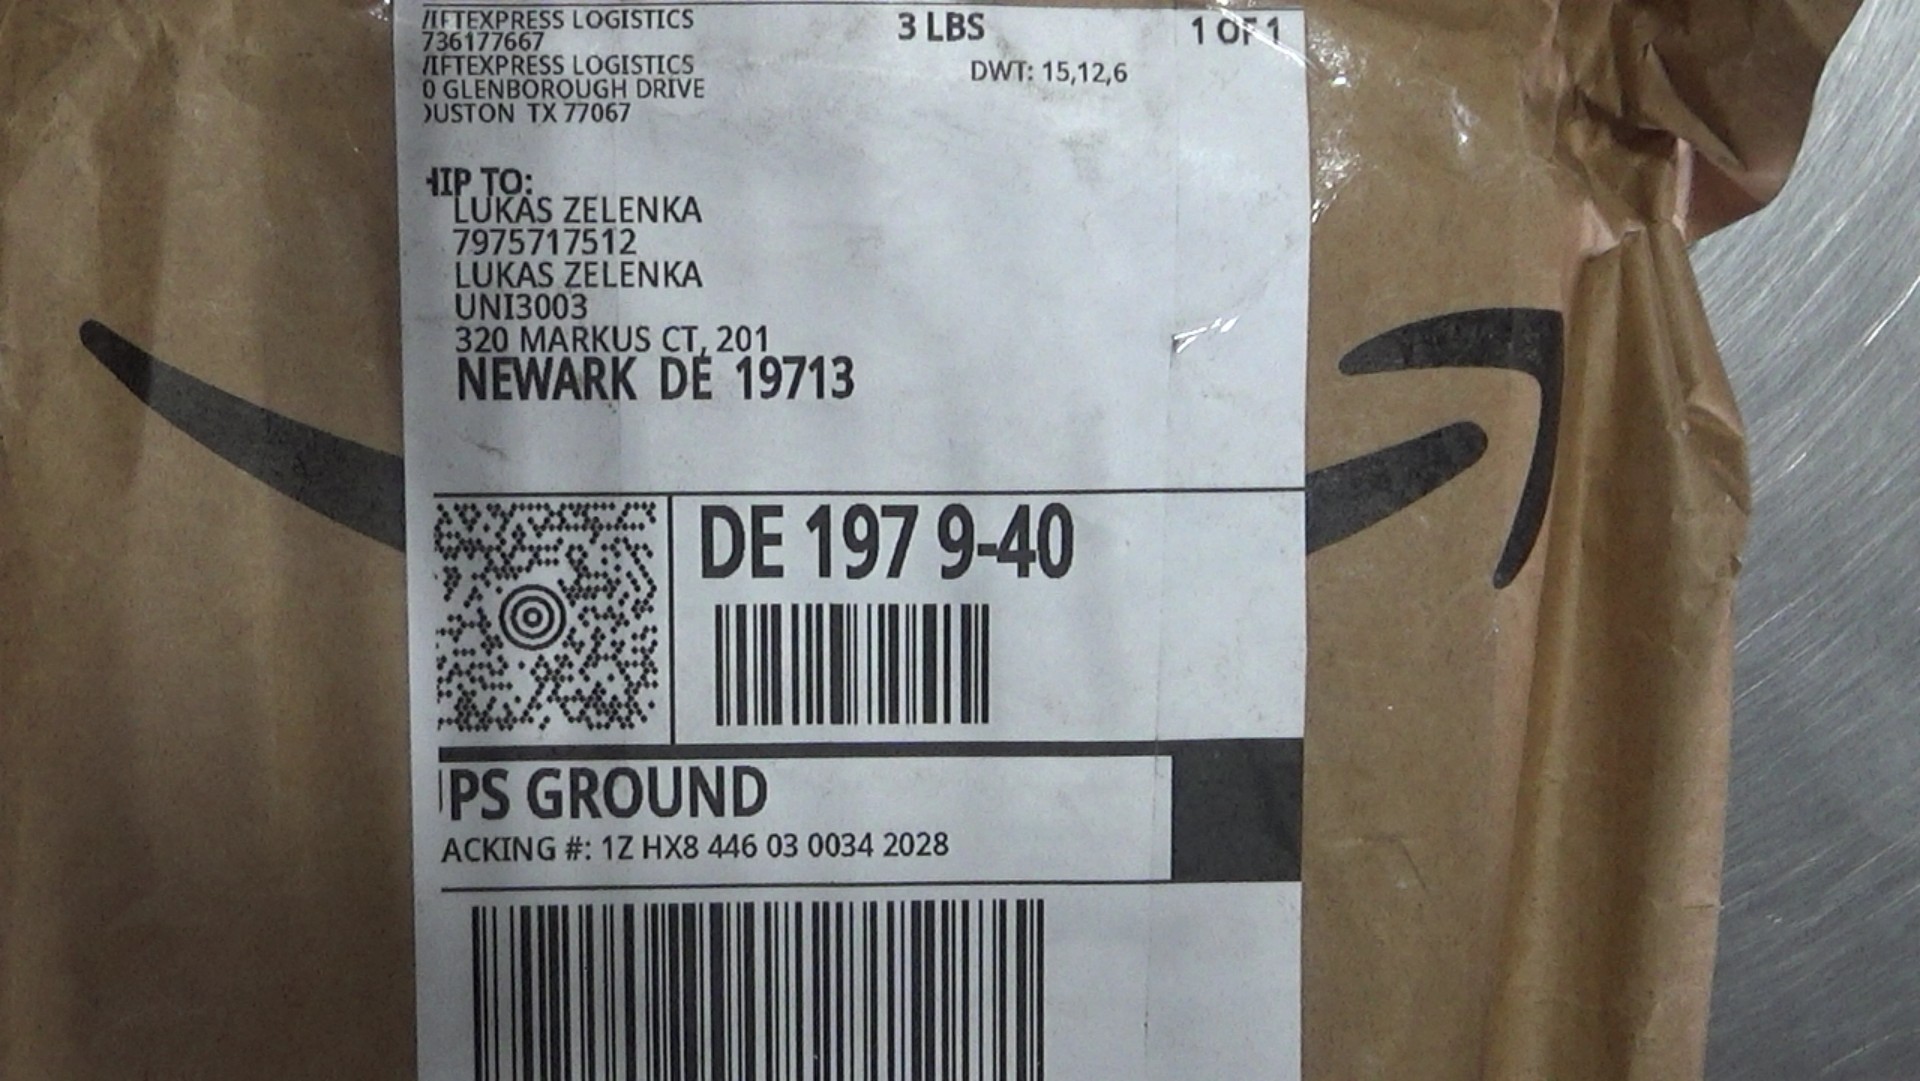 IFTEXPRESS LOGISTICS
736177667
IFTEXPRESS LOGISTICS
0 GLENBOROUGH DRIVE
OUSTON TX 77067
3 LBS
1 OF 1
DWT: 15,12,6
HIP TO:
LUKAS ZELENKA
7975717512
LUKAS ZELENKA
UNI3003
320 MARKUS CT, 201
NEWARK DE 19713
DE 197 9-40
PS GROUND
ACKING #: 1Z HX8 446 03 0034 2028